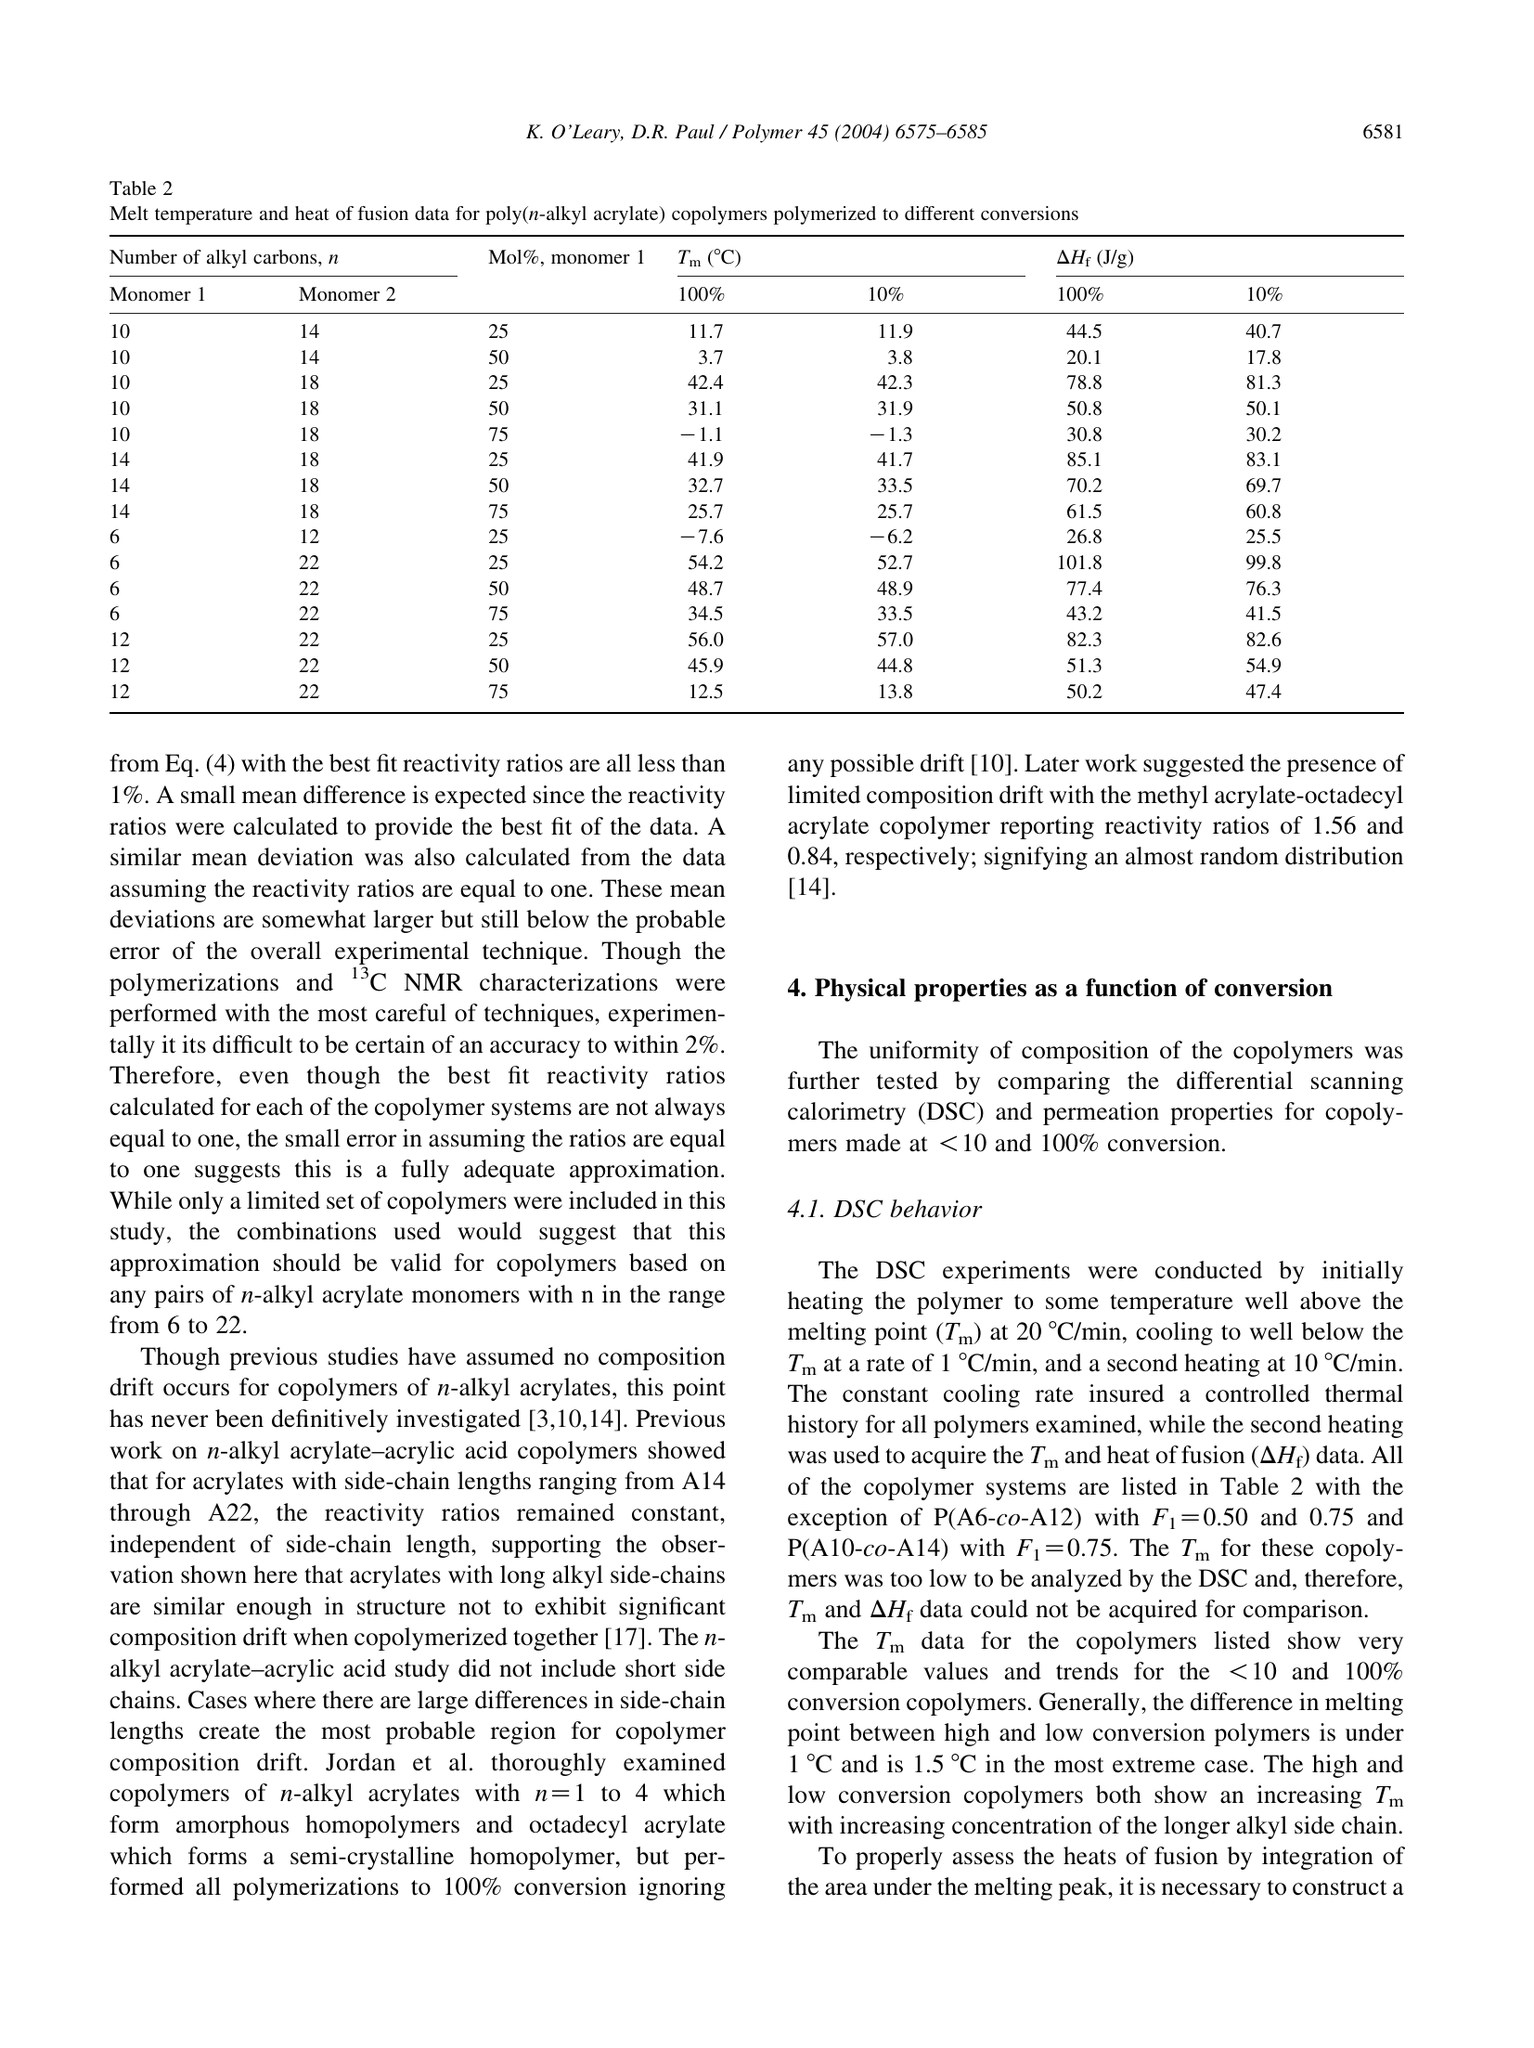 K. O'Leary, D.R. Paul / Polymer 45 (2004) 6575–6585 6581
Table 2
Melt temperature and heat of fusion data for poly(n-alkyl acrylate) copolymers polymerized to different conversions
Number of alkyl carbons, n Mol%, monomer 1 Tm (°C) ΔHf (J/g)
Monomer 1 Monomer 2 100% 10% 100% 10%
10 14 25 11.7 11.9 44.5 40.7
10 14 50 3.7 3.8 20.1 17.8
10 18 25 42.4 42.3 78.8 81.3
10 18 50 31.1 31.9 50.8 50.1
10 18 75 −1.1 −1.3 30.8 30.2
14 18 25 41.9 41.7 85.1 83.1
14 18 50 32.7 33.5 70.2 69.7
14 18 75 25.7 25.7 61.5 60.8
6 12 25 −7.6 −6.2 26.8 25.5
6 22 25 54.2 52.7 101.8 99.8
6 22 50 48.7 48.9 77.4 76.3
6 22 75 34.5 33.5 43.2 41.5
12 22 25 56.0 57.0 82.3 82.6
12 22 50 45.9 44.8 51.3 54.9
12 22 75 12.5 13.8 50.2 47.4
from Eq. (4) with the best fit reactivity ratios are all less than
1%. A small mean difference is expected since the reactivity
ratios were calculated to provide the best fit of the data. A
similar mean deviation was also calculated from the data
assuming the reactivity ratios are equal to one. These mean
deviations are somewhat larger but still below the probable
error of the overall experimental technique. Though the
polymerizations and 13C NMR characterizations were
performed with the most careful of techniques, experimen-
tally it its difficult to be certain of an accuracy to within 2%.
Therefore, even though the best fit reactivity ratios
calculated for each of the copolymer systems are not always
equal to one, the small error in assuming the ratios are equal
to one suggests this is a fully adequate approximation.
While only a limited set of copolymers were included in this
study, the combinations used would suggest that this
approximation should be valid for copolymers based on
any pairs of n-alkyl acrylate monomers with n in the range
from 6 to 22.
Though previous studies have assumed no composition
drift occurs for copolymers of n-alkyl acrylates, this point
has never been definitively investigated [3,10,14]. Previous
work on n-alkyl acrylate–acrylic acid copolymers showed
that for acrylates with side-chain lengths ranging from A14
through A22, the reactivity ratios remained constant,
independent of side-chain length, supporting the obser-
vation shown here that acrylates with long alkyl side-chains
are similar enough in structure not to exhibit significant
composition drift when copolymerized together [17]. The n-
alkyl acrylate–acrylic acid study did not include short side
chains. Cases where there are large differences in side-chain
lengths create the most probable region for copolymer
composition drift. Jordan et al. thoroughly examined
copolymers of n-alkyl acrylates with n=1 to 4 which
form amorphous homopolymers and octadecyl acrylate
which forms a semi-crystalline homopolymer, but per-
formed all polymerizations to 100% conversion ignoring
any possible drift [10]. Later work suggested the presence of
limited composition drift with the methyl acrylate-octadecyl
acrylate copolymer reporting reactivity ratios of 1.56 and
0.84, respectively; signifying an almost random distribution
[14].
4. Physical properties as a function of conversion
The uniformity of composition of the copolymers was
further tested by comparing the differential scanning
calorimetry (DSC) and permeation properties for copoly-
mers made at <10 and 100% conversion.
4.1. DSC behavior
The DSC experiments were conducted by initially
heating the polymer to some temperature well above the
melting point (Tm) at 20 °C/min, cooling to well below the
Tm at a rate of 1 °C/min, and a second heating at 10 °C/min.
The constant cooling rate insured a controlled thermal
history for all polymers examined, while the second heating
was used to acquire the Tm and heat of fusion (ΔHf) data. All
of the copolymer systems are listed in Table 2 with the
exception of P(A6-co-A12) with F1=0.50 and 0.75 and
P(A10-co-A14) with F1=0.75. The Tm for these copoly-
mers was too low to be analyzed by the DSC and, therefore,
Tm and ΔHf data could not be acquired for comparison.
The Tm data for the copolymers listed show very
comparable values and trends for the <10 and 100%
conversion copolymers. Generally, the difference in melting
point between high and low conversion polymers is under
1 °C and is 1.5 °C in the most extreme case. The high and
low conversion copolymers both show an increasing Tm
with increasing concentration of the longer alkyl side chain.
To properly assess the heats of fusion by integration of
the area under the melting peak, it is necessary to construct a